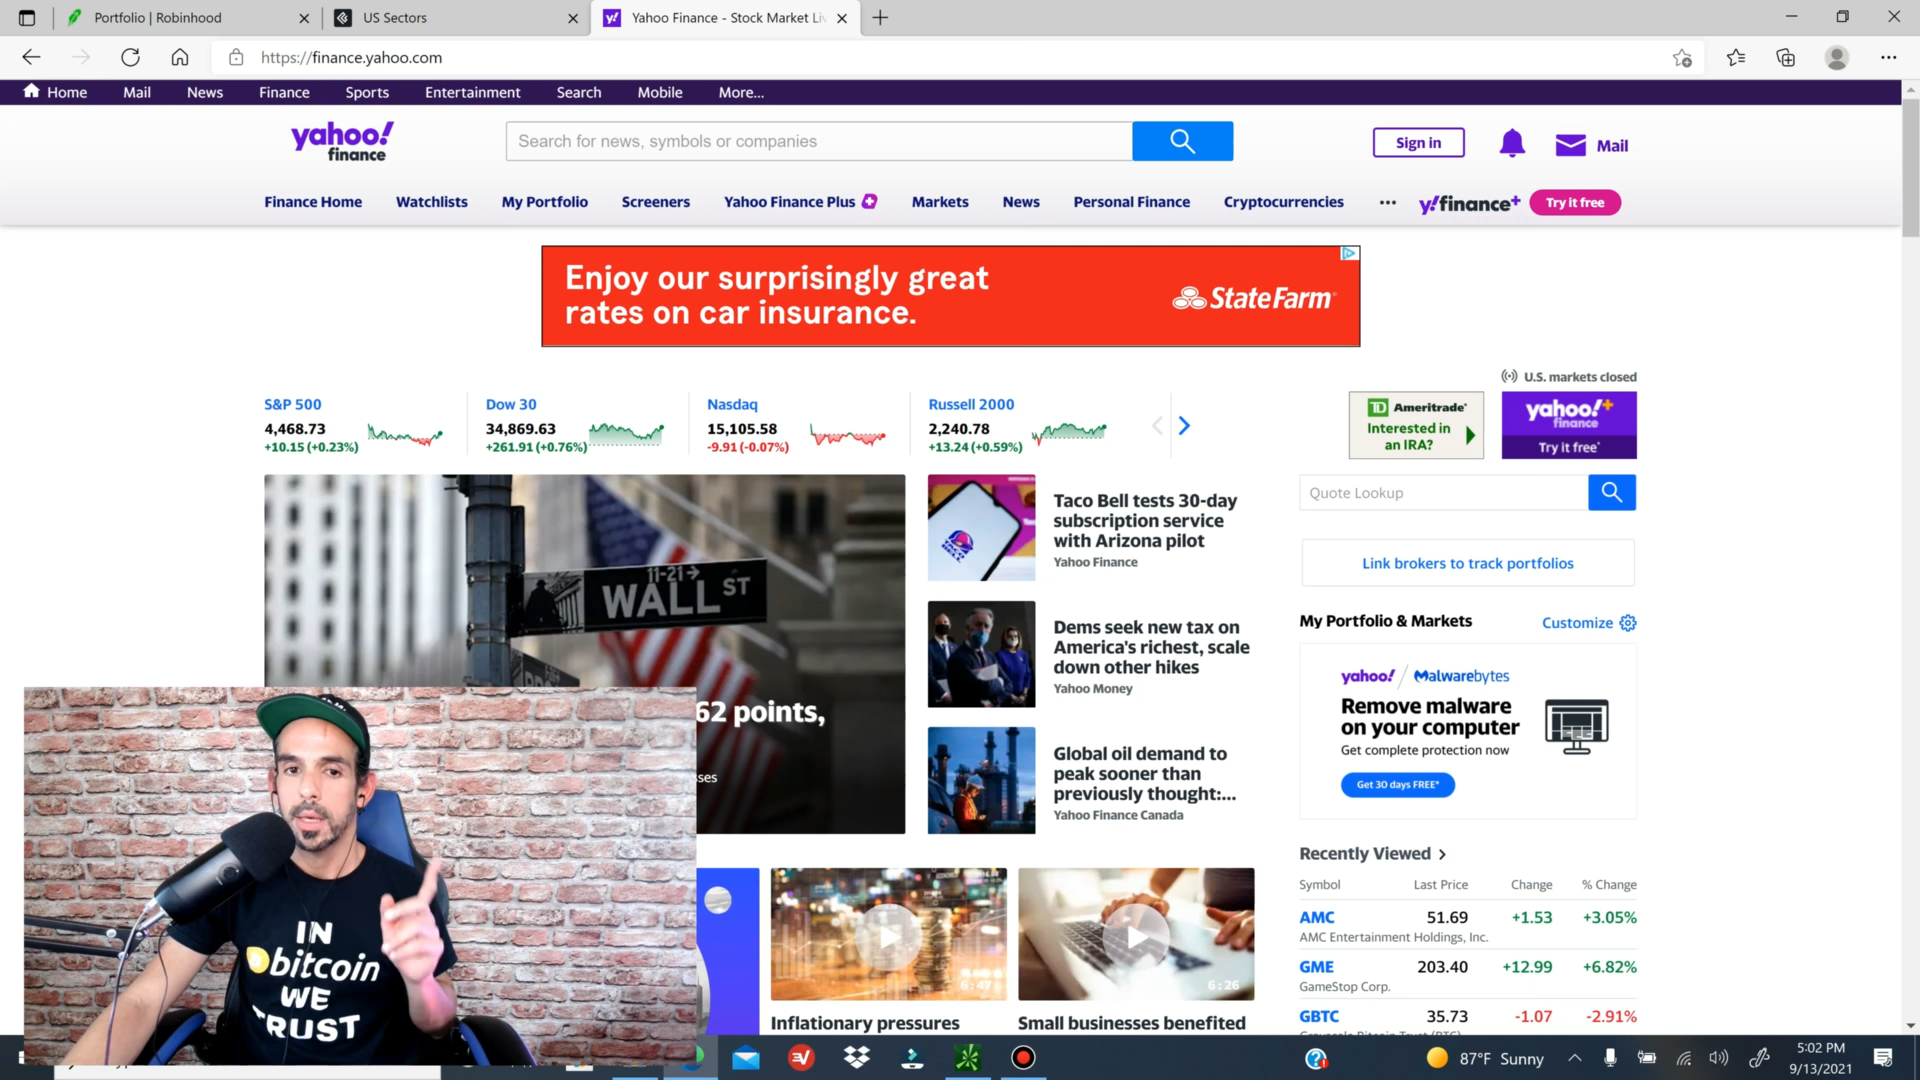 Portfolio | Robinhood
US Sectors
Yahoo Finance - Stock Market Li
https://finance.yahoo.com
Home Mail News Finance Sports Entertainment Search Mobile More...
yahoo!
finance
Search for news, symbols or companies
Sign in
Mail
Finance Home Watchlists My Portfolio Screeners Yahoo Finance Plus Markets News Personal Finance Cryptocurrencies ... y!finance+ Try it free
Enjoy our surprisingly great
rates on car insurance.
StateFarm
U.S. markets closed
S&P 500
4,468.73
+10.15 (+0.23%)
Dow 30
34,869.63
+261.91 (+0.76%)
Nasdaq
15,105.58
-9.91 (-0.07%)
Russell 2000
2,240.78
+13.24 (+0.59%)
TD Ameritrade
Interested in
an IRA?
yahoo!+
finance
Try it free*
11-21→
WALL ST
62 points,
sses
Taco Bell tests 30-day
subscription service
with Arizona pilot
Yahoo Finance
Dems seek new tax on
America's richest, scale
down other hikes
Yahoo Money
Global oil demand to
peak sooner than
previously thought:...
Yahoo Finance Canada
Quote Lookup
Link brokers to track portfolios
My Portfolio & Markets
Customize
yahoo! / Malwarebytes
Remove malware
on your computer
Get complete protection now
Get 30 days FREE*
Recently Viewed >
Symbol Last Price Change % Change
AMC 51.69 +1.53 +3.05%
AMC Entertainment Holdings, Inc.
GME 203.40 +12.99 +6.82%
GameStop Corp.
GBTC 35.73 -1.07 -2.91%
6:47
6:26
Inflationary pressures
Small businesses benefited
IN
bitcoin
WE
TRUST
87°F Sunny
5:02 PM
9/13/2021